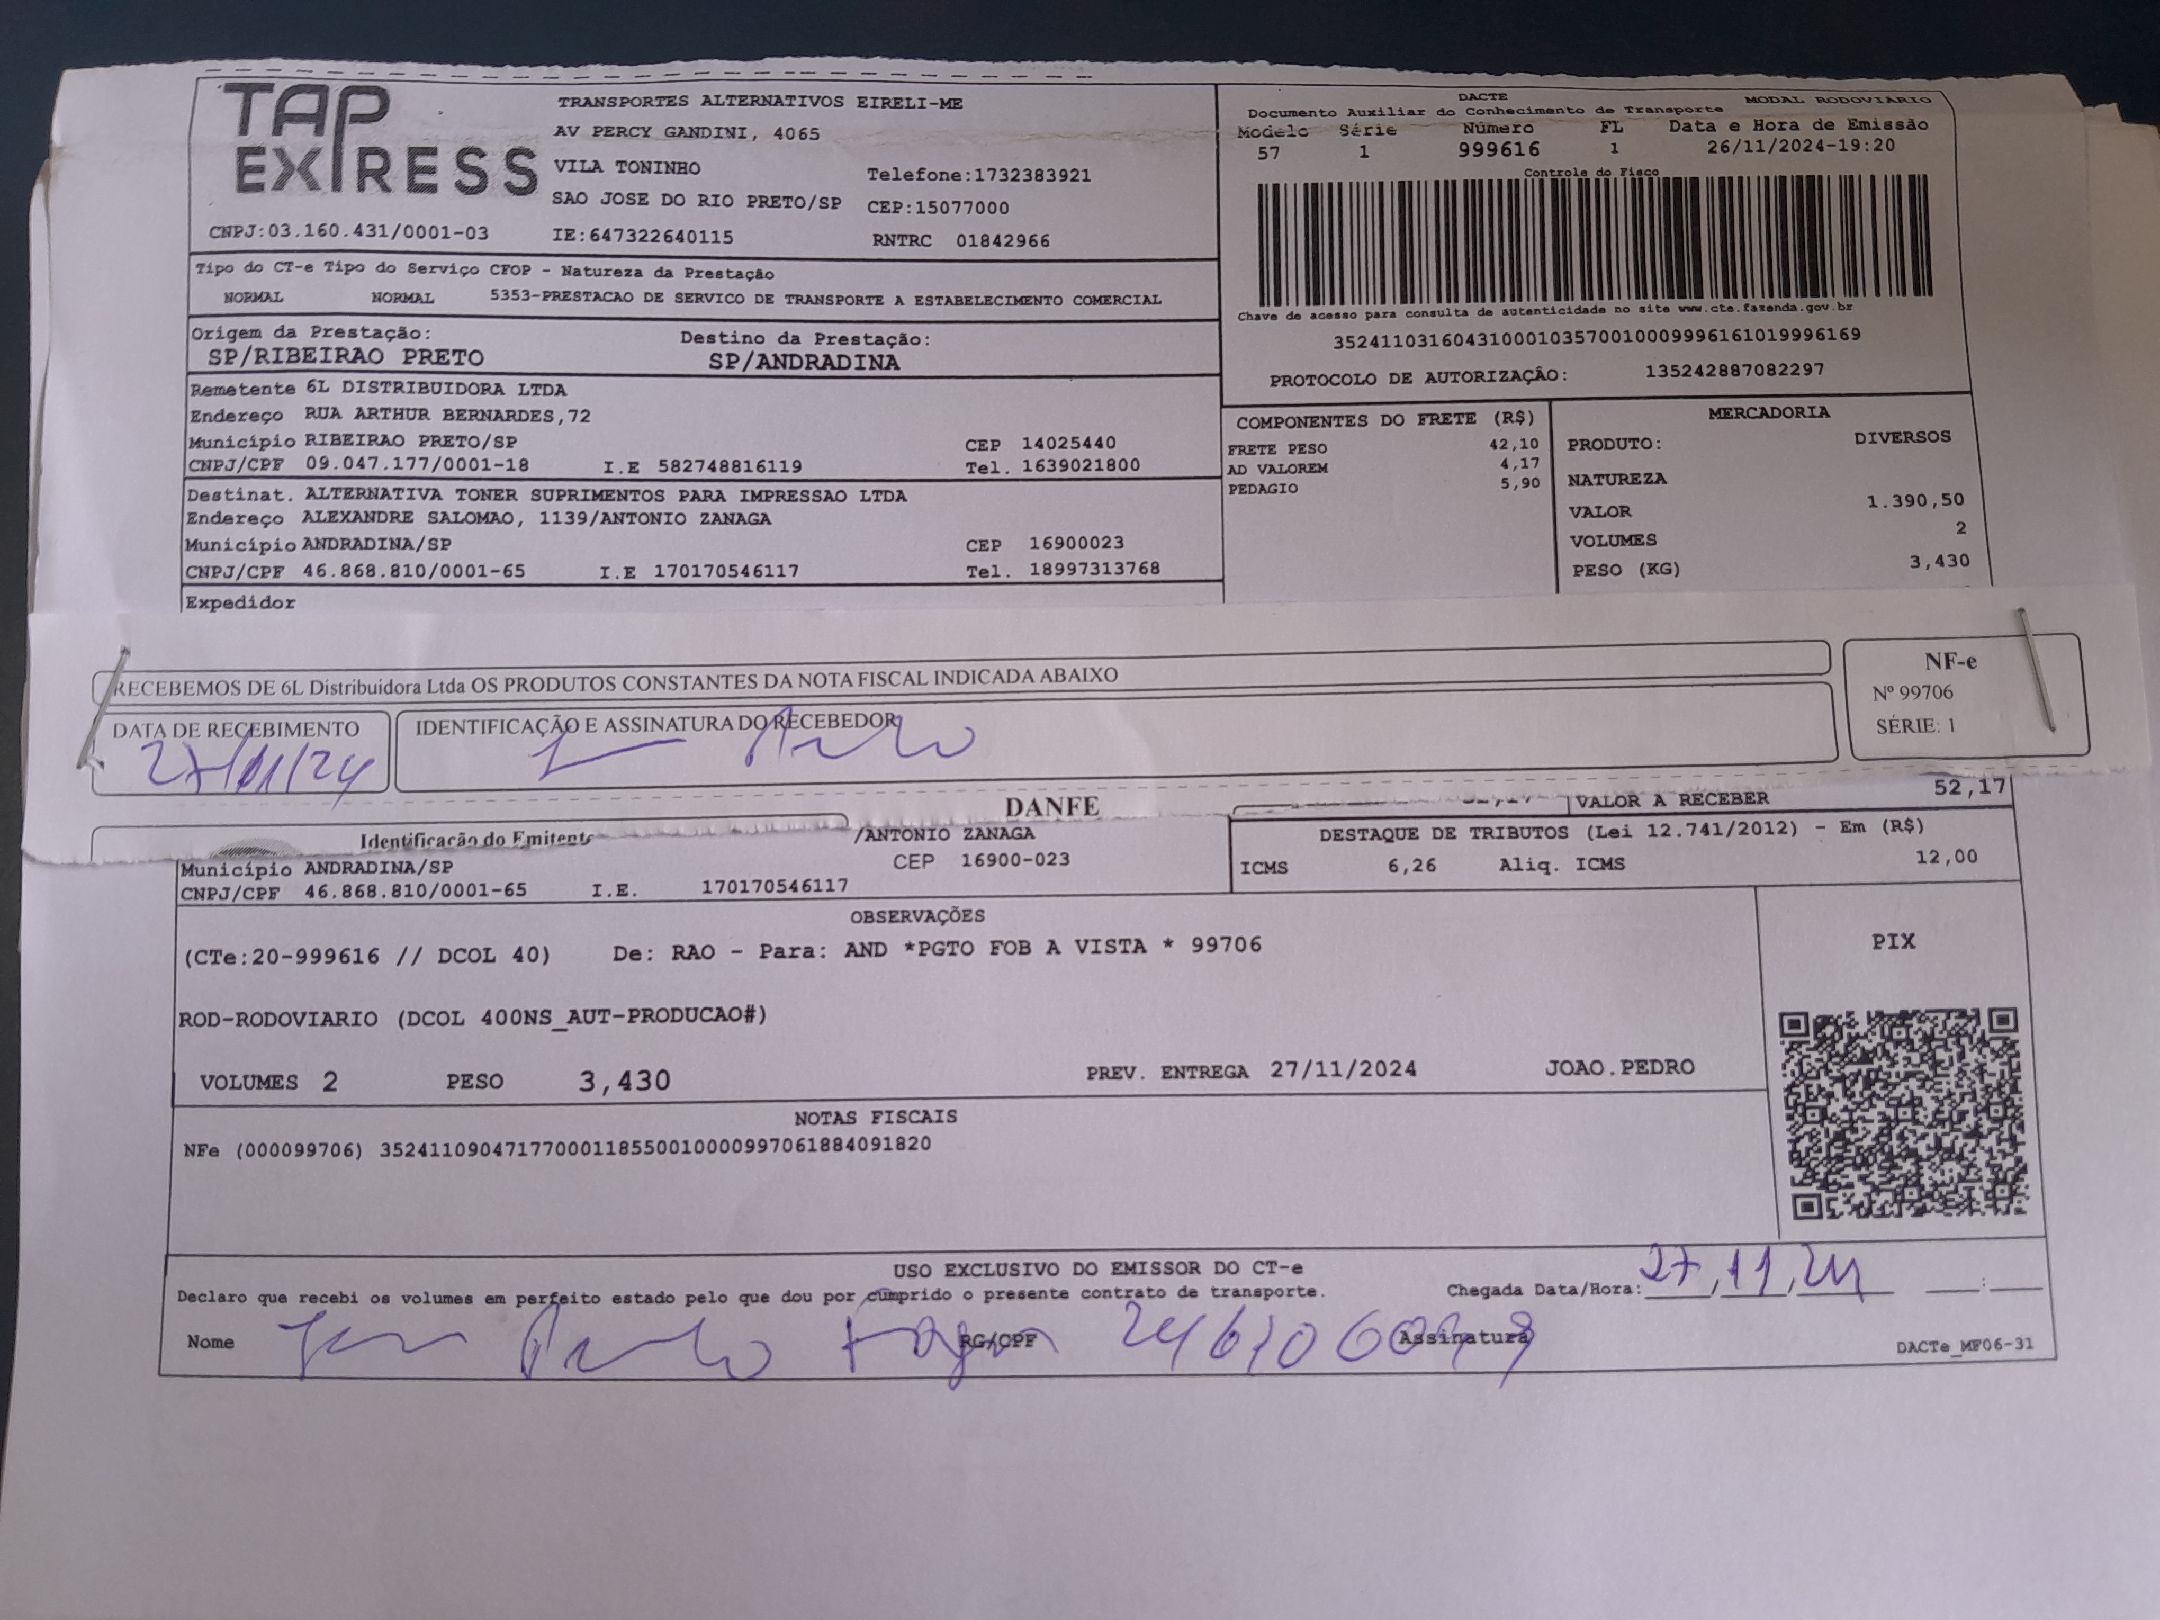 TAP
EXPRESS
TRANSPORTES ALTERNATIVOS EIRELI-ME
AV PERCY GANDINI, 4065
VILA TONINHO Telefone:1732383921
SAO JOSE DO RIO PRETO/SP CEP:15077000
CNPJ:03.160.431/0001-03 IE:647322640115 RNTRC 01842966
DACTE MODAL RODOVIARIO
Documento Auxiliar do Conhecimento de Transporte
Modelo Série Número FL Data e Hora de Emissão
57 1 999616 1 26/11/2024-19:20
Controle do Fisco
Chave de acesso para consulta de autenticidade no site www.cte.fazenda.gov.br
35241103160431000103570010009996161019996169
PROTOCOLO DE AUTORIZAÇÃO: 135242887082297
Tipo do CT-e Tipo do Serviço CFOP - Natureza da Prestação
NORMAL NORMAL 5353-PRESTACAO DE SERVICO DE TRANSPORTE A ESTABELECIMENTO COMERCIAL
Origem da Prestação: Destino da Prestação:
SP/RIBEIRAO PRETO SP/ANDRADINA
Remetente 6L DISTRIBUIDORA LTDA
Endereço RUA ARTHUR BERNARDES,72
Município RIBEIRAO PRETO/SP CEP 14025440
CNPJ/CPF 09.047.177/0001-18 I.E 582748816119 Tel. 1639021800
Destinat. ALTERNATIVA TONER SUPRIMENTOS PARA IMPRESSAO LTDA
Endereço ALEXANDRE SALOMAO, 1139/ANTONIO ZANAGA
Município ANDRADINA/SP CEP 16900023
CNPJ/CPF 46.868.810/0001-65 I.E 170170546117 Tel. 18997313768
Expedidor
COMPONENTES DO FRETE (R$)
FRETE PESO 42,10
AD VALOREM 4,17
PEDAGIO 5,90
MERCADORIA
PRODUTO: DIVERSOS
NATUREZA
VALOR 1.390,50
VOLUMES 2
PESO (KG) 3,430
RECEBEMOS DE 6L Distribuidora Ltda OS PRODUTOS CONSTANTES DA NOTA FISCAL INDICADA ABAIXO
NF-e
Nº 99706
SÉRIE: 1
DATA DE RECEBIMENTO IDENTIFICAÇÃO E ASSINATURA DO RECEBEDOR
27/11/24
DANFE
Identificação do Emitente
VALOR A RECEBER 52,17
/ANTONIO ZANAGA
Município ANDRADINA/SP CEP 16900-023
CNPJ/CPF 46.868.810/0001-65 I.E. 170170546117
DESTAQUE DE TRIBUTOS (Lei 12.741/2012) - Em (R$)
ICMS 6,26 Aliq. ICMS 12,00
OBSERVAÇÕES
(CTe:20-999616 // DCOL 40) De: RAO - Para: AND *PGTO FOB A VISTA * 99706
ROD-RODOVIARIO (DCOL 400NS_AUT-PRODUCAO#)
VOLUMES 2 PESO 3,430 PREV. ENTREGA 27/11/2024 JOAO.PEDRO
PIX
NOTAS FISCAIS
NFe (000099706) 35241109047177000118550010000997061884091820
USO EXCLUSIVO DO EMISSOR DO CT-e
Declaro que recebi os volumes em perfeito estado pelo que dou por cumprido o presente contrato de transporte. Chegada Data/Hora: 27/11/24 :
Nome RG/CPF Assinatura
DACTe_MF06-31